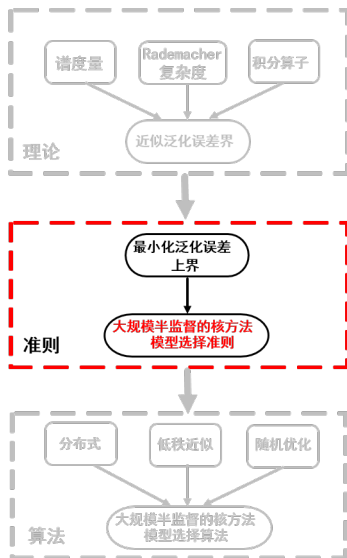 谱度量
Rademacher
复杂度
积分算子
近似泛化误差界
理论
最小化泛化误差
上界
大规模半监督的核方法
模型选择准则
准则
分布式
低秩近似
随机优化
大规模半监督的核方法
模型选择算法
算法